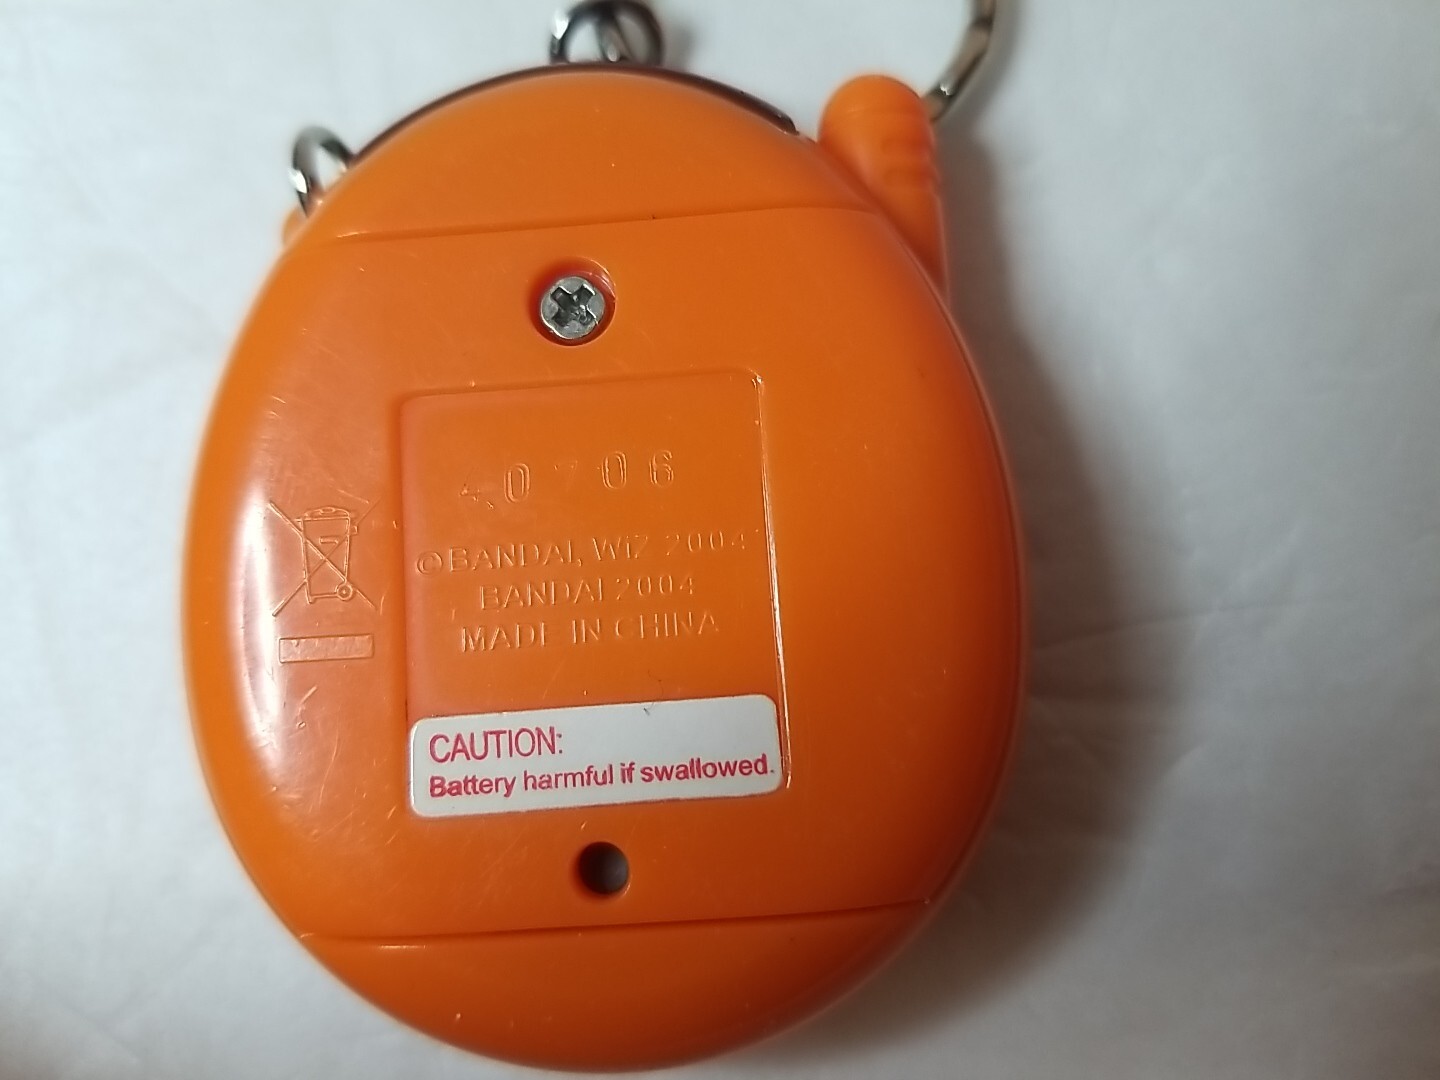 40706
©BANDAI, WiZ 2004
BANDAI 2004
MADE IN CHINA
CAUTION:
Battery harmful if swallowed.